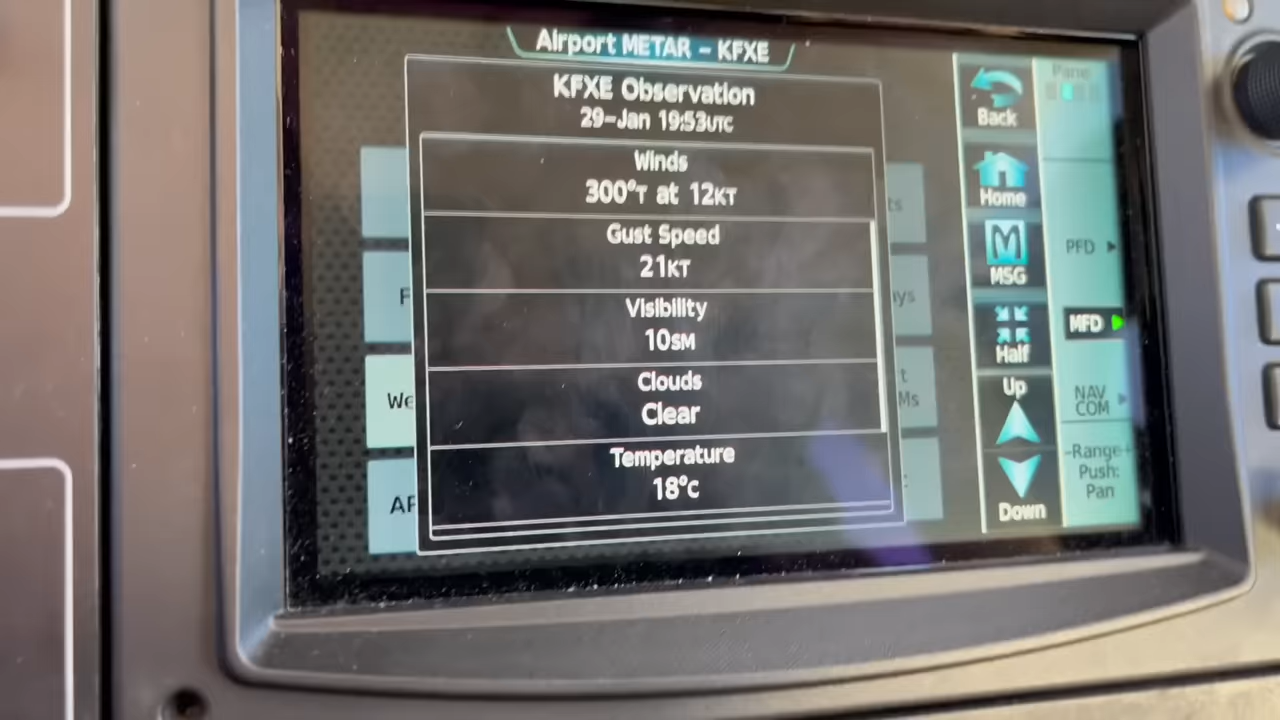 Airport METAR – KFXE
KFXE Observation
29-Jan 19:53UTC
Winds
300°T at 12KT
Gust Speed
21KT
Visibility
10SM
Clouds
Clear
Temperature
18°C
Back
Home
MSG
Half
Up
Down
Pane
PFD
MFD
NAV
COM
-Range+
Push:
Pan